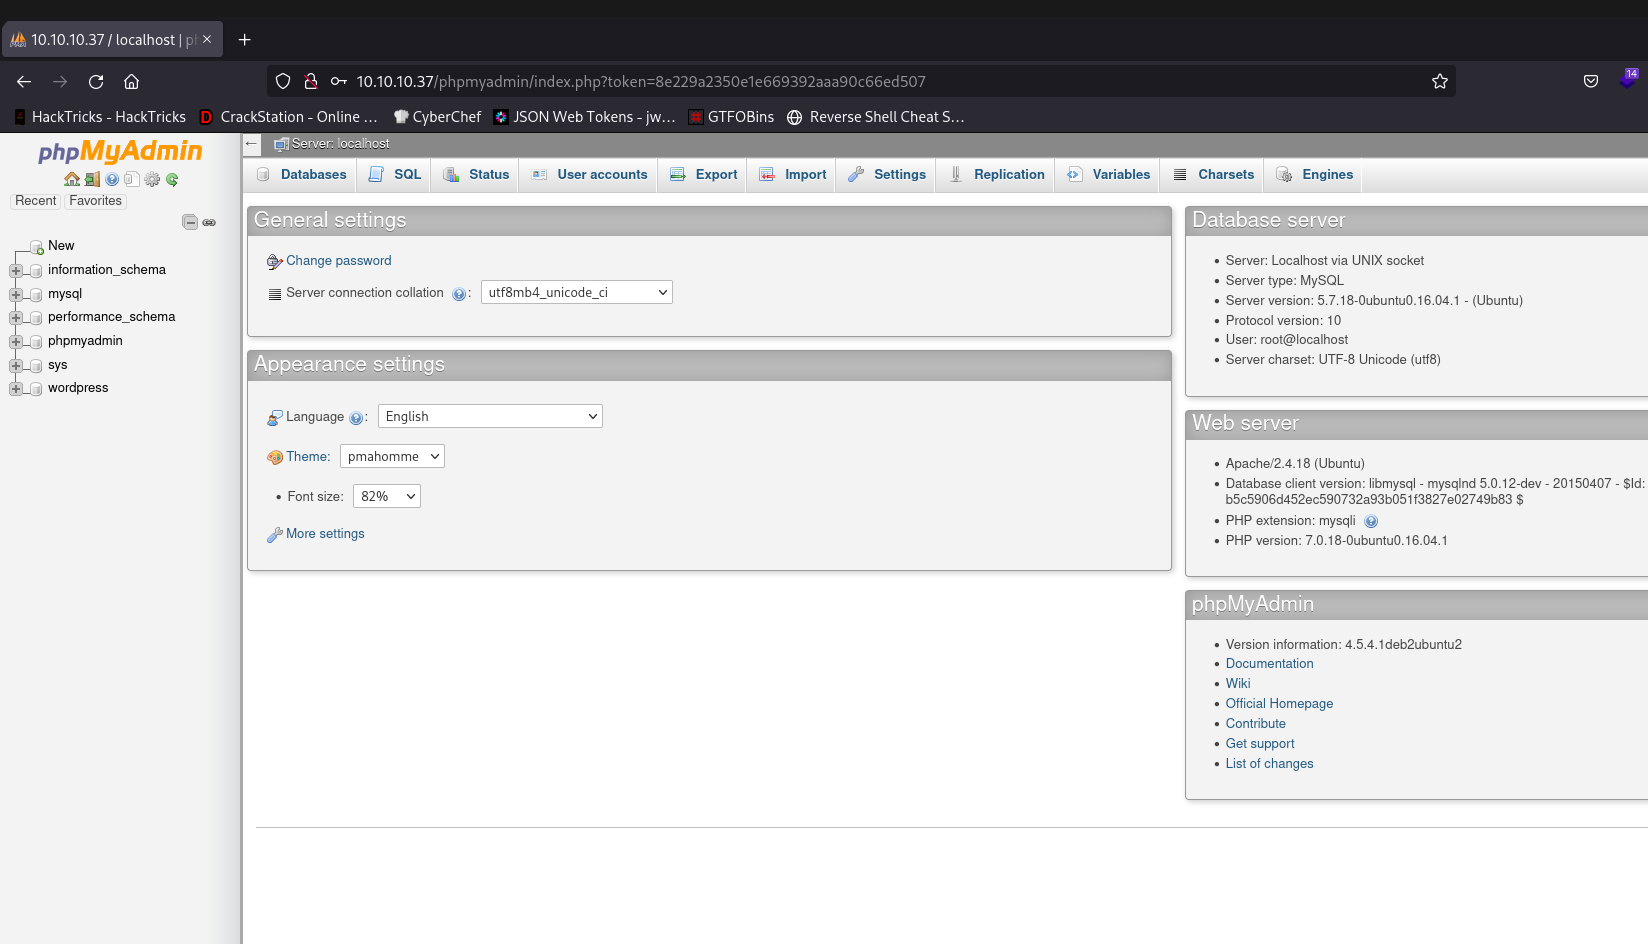 10.10.10.37 / localhost | ph
10.10.10.37/phpmyadmin/index.php?token=8e229a2350e1e669392aaa90c66ed507
14
HackTricks - HackTricks
CrackStation - Online …
CyberChef
JSON Web Tokens - jw…
GTFOBins
Reverse Shell Cheat S…
phpMyAdmin
Recent
Favorites
New
information_schema
mysql
performance_schema
phpmyadmin
sys
wordpress
Server: localhost
Databases
SQL
Status
User accounts
Export
Import
Settings
Replication
Variables
Charsets
Engines
General settings
Change password
Server connection collation :
utf8mb4_unicode_ci
Appearance settings
Language :
English
Theme:
pmahomme
Font size:
82%
More settings
Database server
Server: Localhost via UNIX socket
Server type: MySQL
Server version: 5.7.18-0ubuntu0.16.04.1 - (Ubuntu)
Protocol version: 10
User: root@localhost
Server charset: UTF-8 Unicode (utf8)
Web server
Apache/2.4.18 (Ubuntu)
Database client version: libmysql - mysqlnd 5.0.12-dev - 20150407 - $Id:
b5c5906d452ec590732a93b051f3827e02749b83 $
PHP extension: mysqli
PHP version: 7.0.18-0ubuntu0.16.04.1
phpMyAdmin
Version information: 4.5.4.1deb2ubuntu2
Documentation
Wiki
Official Homepage
Contribute
Get support
List of changes